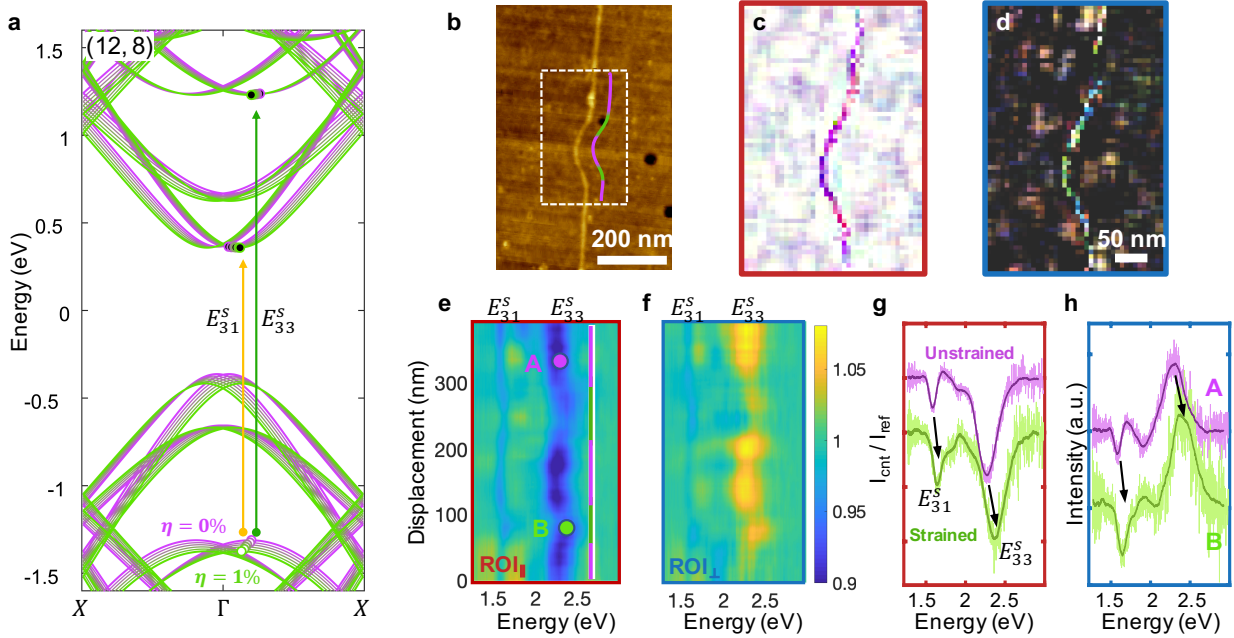 a
(12, 8)
Energy (eV)
1.5
1
0.5
0
-0.5
-1
-1.5
X
Γ
X
E^s_31
E^s_33
η = 0%
η = 1%
b
200 nm
c
d
50 nm
e
E^s_31
E^s_33
Displacement (nm)
300
200
100
0
A
B
ROI∥
1.5
2
2.5
Energy (eV)
f
E^s_31
E^s_33
ROI⊥
1.05
1
0.95
0.9
1.5
2
2.5
Energy (eV)
g
I_cnt / I_ref
Unstrained
E^s_31
Strained
E^s_33
1.5
2
2.5
Energy (eV)
h
Intensity (a.u.)
A
B
1.5
2
2.5
Energy (eV)